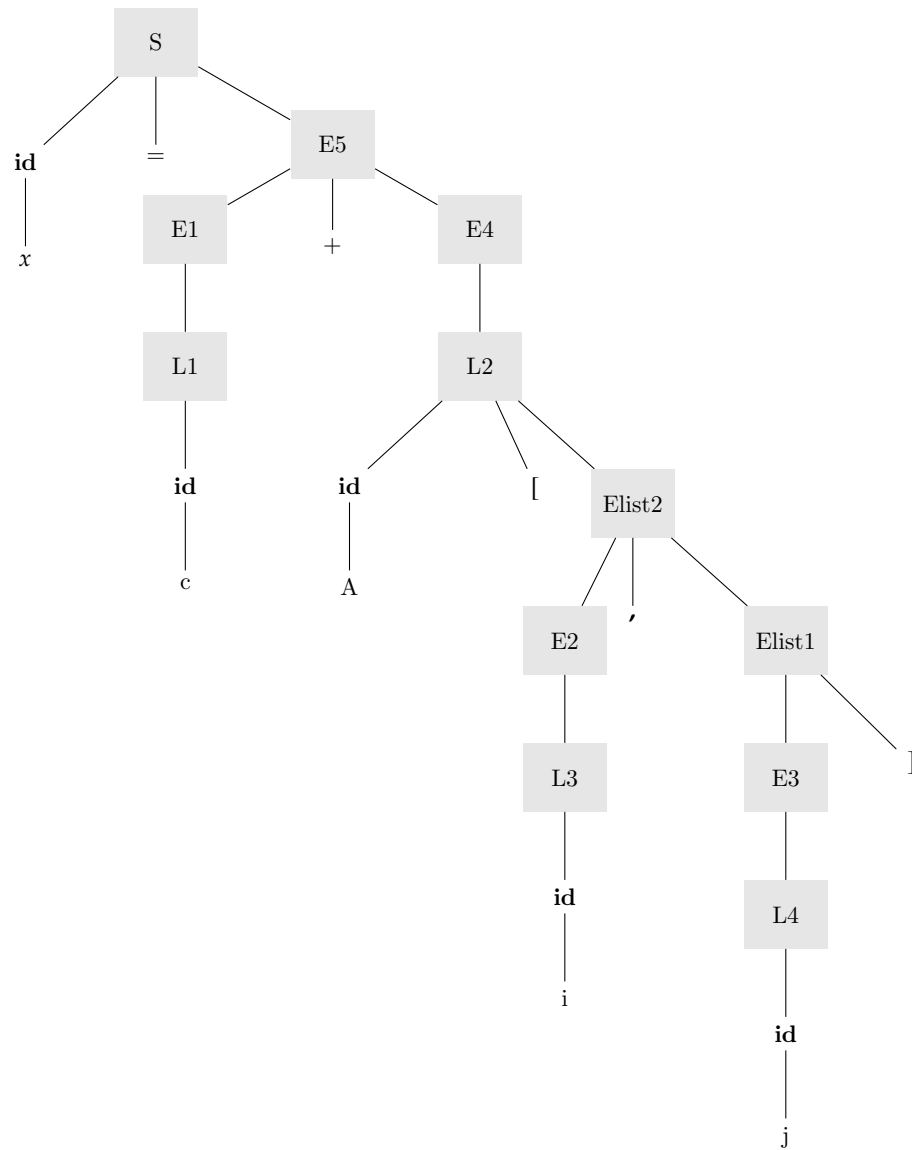 S
id = E5
x
E1 + E4
L1 L2
id id [ Elist2
c A
E2 , Elist1
L3 E3 ]
id L4
i id
j